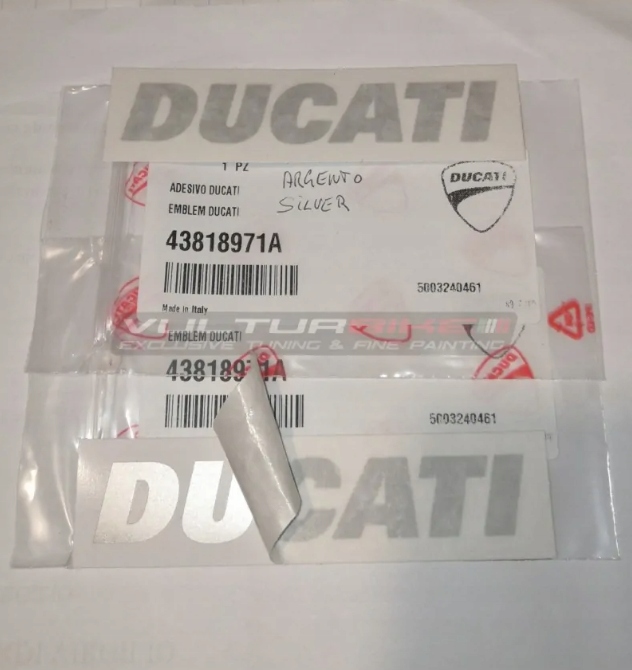 DUCATI
1 PZ
ADESIVO DUCATI
ARGENTO
EMBLEM DUCATI
SILVER
DUCATI
43818971A
5003240461
Made in Italy
VULTURBIKE
EXCLUSIVE TUNING & FINE PAINTING
EMBLEM DUCATI
43818971A
5003240461
DUCATI